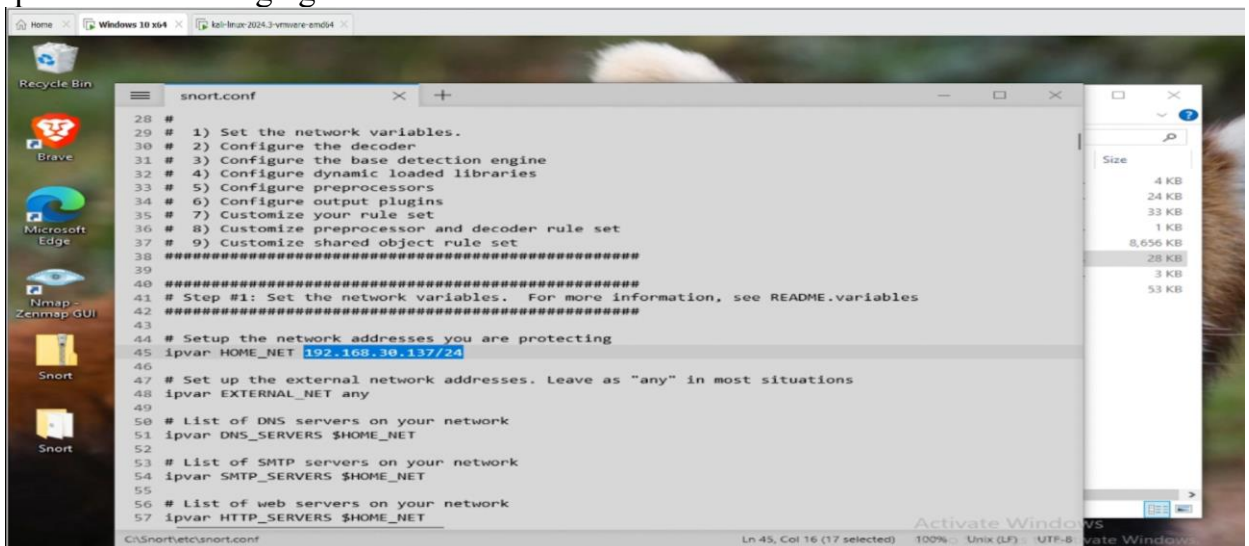 Home
Windows 10 x64
kali-linux-2024.3-vmware-amd64
Recycle Bin
Brave
Microsoft Edge
Nmap - Zenmap GUI
Snort
Snort
snort.conf
28 #
29 #  1) Set the network variables.
30 #  2) Configure the decoder
31 #  3) Configure the base detection engine
32 #  4) Configure dynamic loaded libraries
33 #  5) Configure preprocessors
34 #  6) Configure output plugins
35 #  7) Customize your rule set
36 #  8) Customize preprocessor and decoder rule set
37 #  9) Customize shared object rule set
38 ###################################################
39
40 ###################################################
41 # Step #1: Set the network variables.  For more information, see README.variables
42 ###################################################
43
44 # Setup the network addresses you are protecting
45 ipvar HOME_NET 192.168.30.137/24
46
47 # Set up the external network addresses. Leave as "any" in most situations
48 ipvar EXTERNAL_NET any
49
50 # List of DNS servers on your network
51 ipvar DNS_SERVERS $HOME_NET
52
53 # List of SMTP servers on your network
54 ipvar SMTP_SERVERS $HOME_NET
55
56 # List of web servers on your network
57 ipvar HTTP_SERVERS $HOME_NET
C:\Snort\etc\snort.conf
Ln 45, Col 16 (17 selected)
100%
Unix (LF)
UTF-8
Size
4 KB
24 KB
33 KB
1 KB
8,656 KB
28 KB
3 KB
53 KB
Activate Windows
vate Windows.